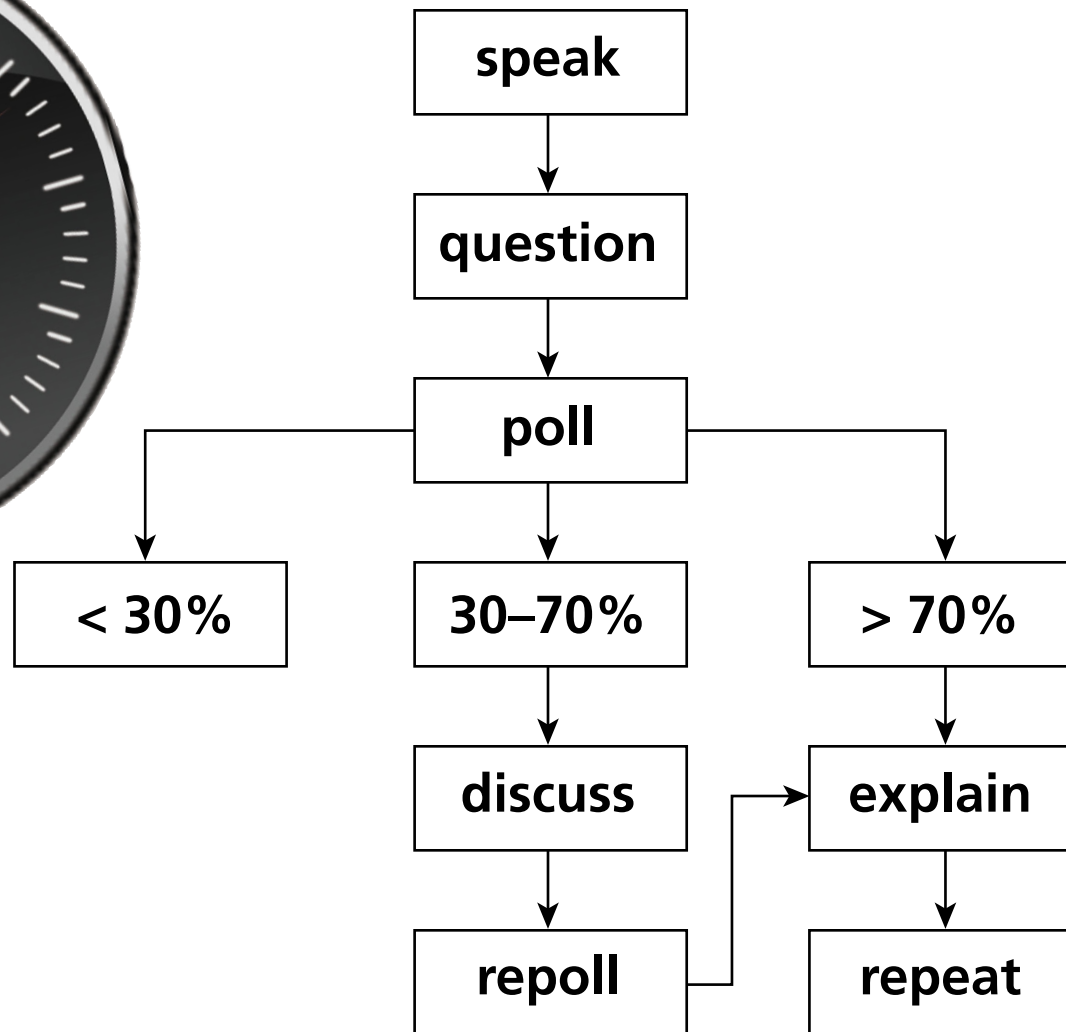 speak
question
poll
< 30%
30–70%
> 70%
discuss
explain
repoll
repeat